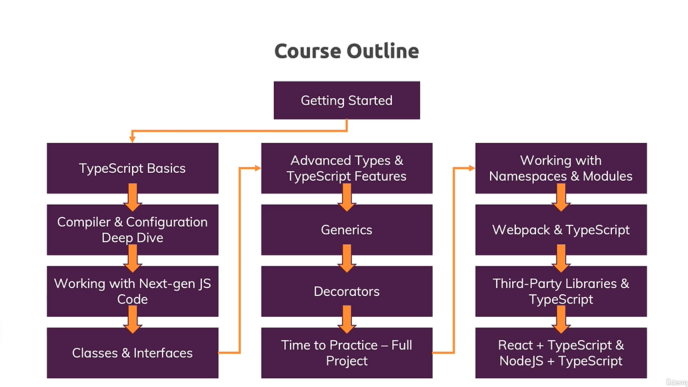 Course Outline
Getting Started
TypeScript Basics
Compiler & Configuration
Deep Dive
Working with Next-gen JS
Code
Classes & Interfaces
Advanced Types &
TypeScript Features
Generics
Decorators
Time to Practice – Full
Project
Working with
Namespaces & Modules
Webpack & TypeScript
Third-Party Libraries &
TypeScript
React + TypeScript &
NodeJS + TypeScript
Udemy